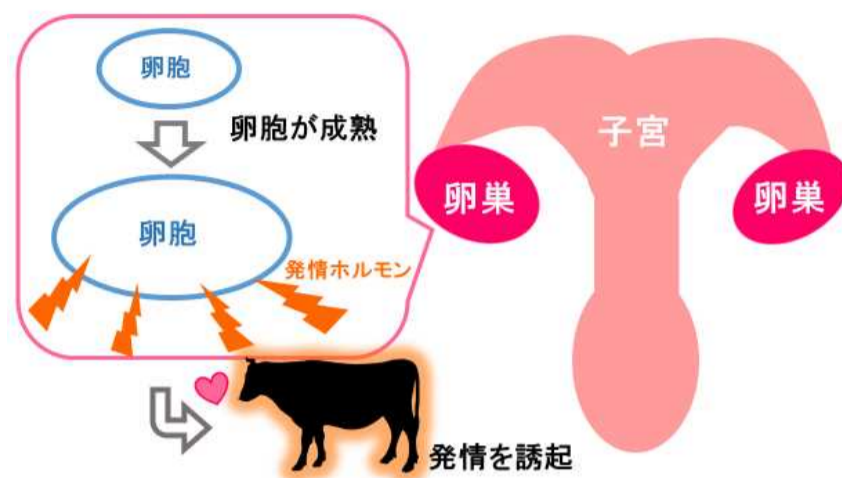 卵胞
卵胞が成熟
卵胞
発情ホルモン
発情を誘起
子宮
卵巣
卵巣